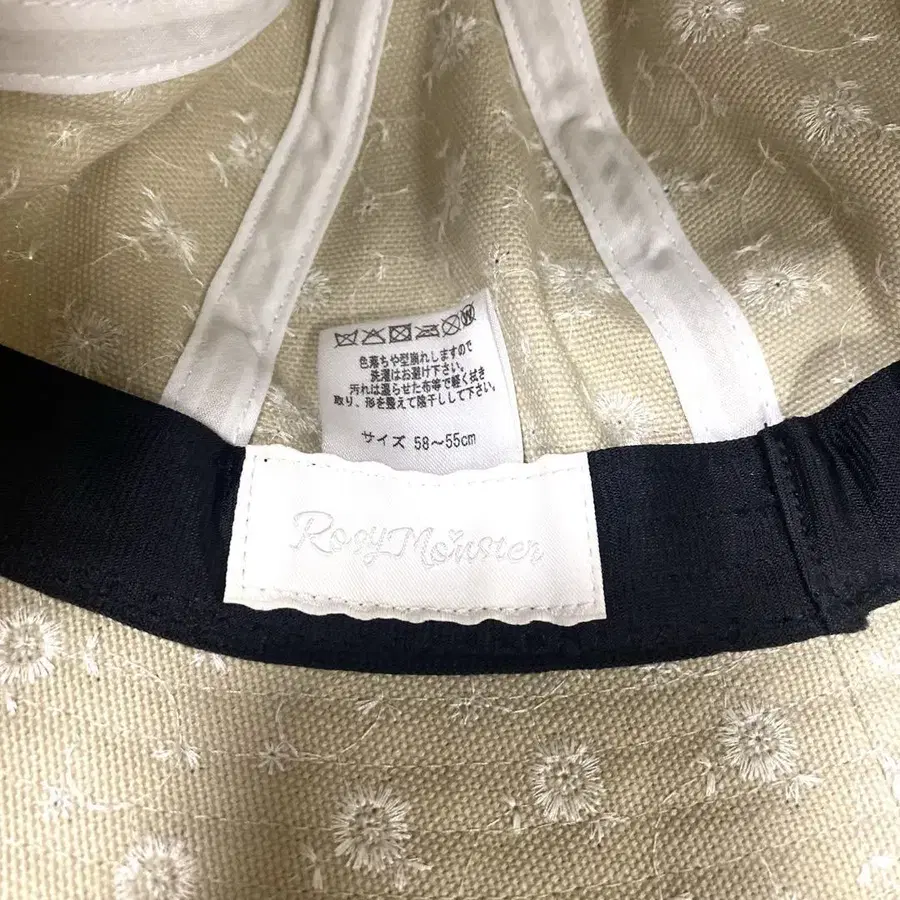 色落ちや型崩れしますので
洗濯はお避け下さい。
汚れは濡らせた布等で軽く拭き
取り、形を整えて陰干しして下さい。
サイズ 58～55cm
Rosy Monster